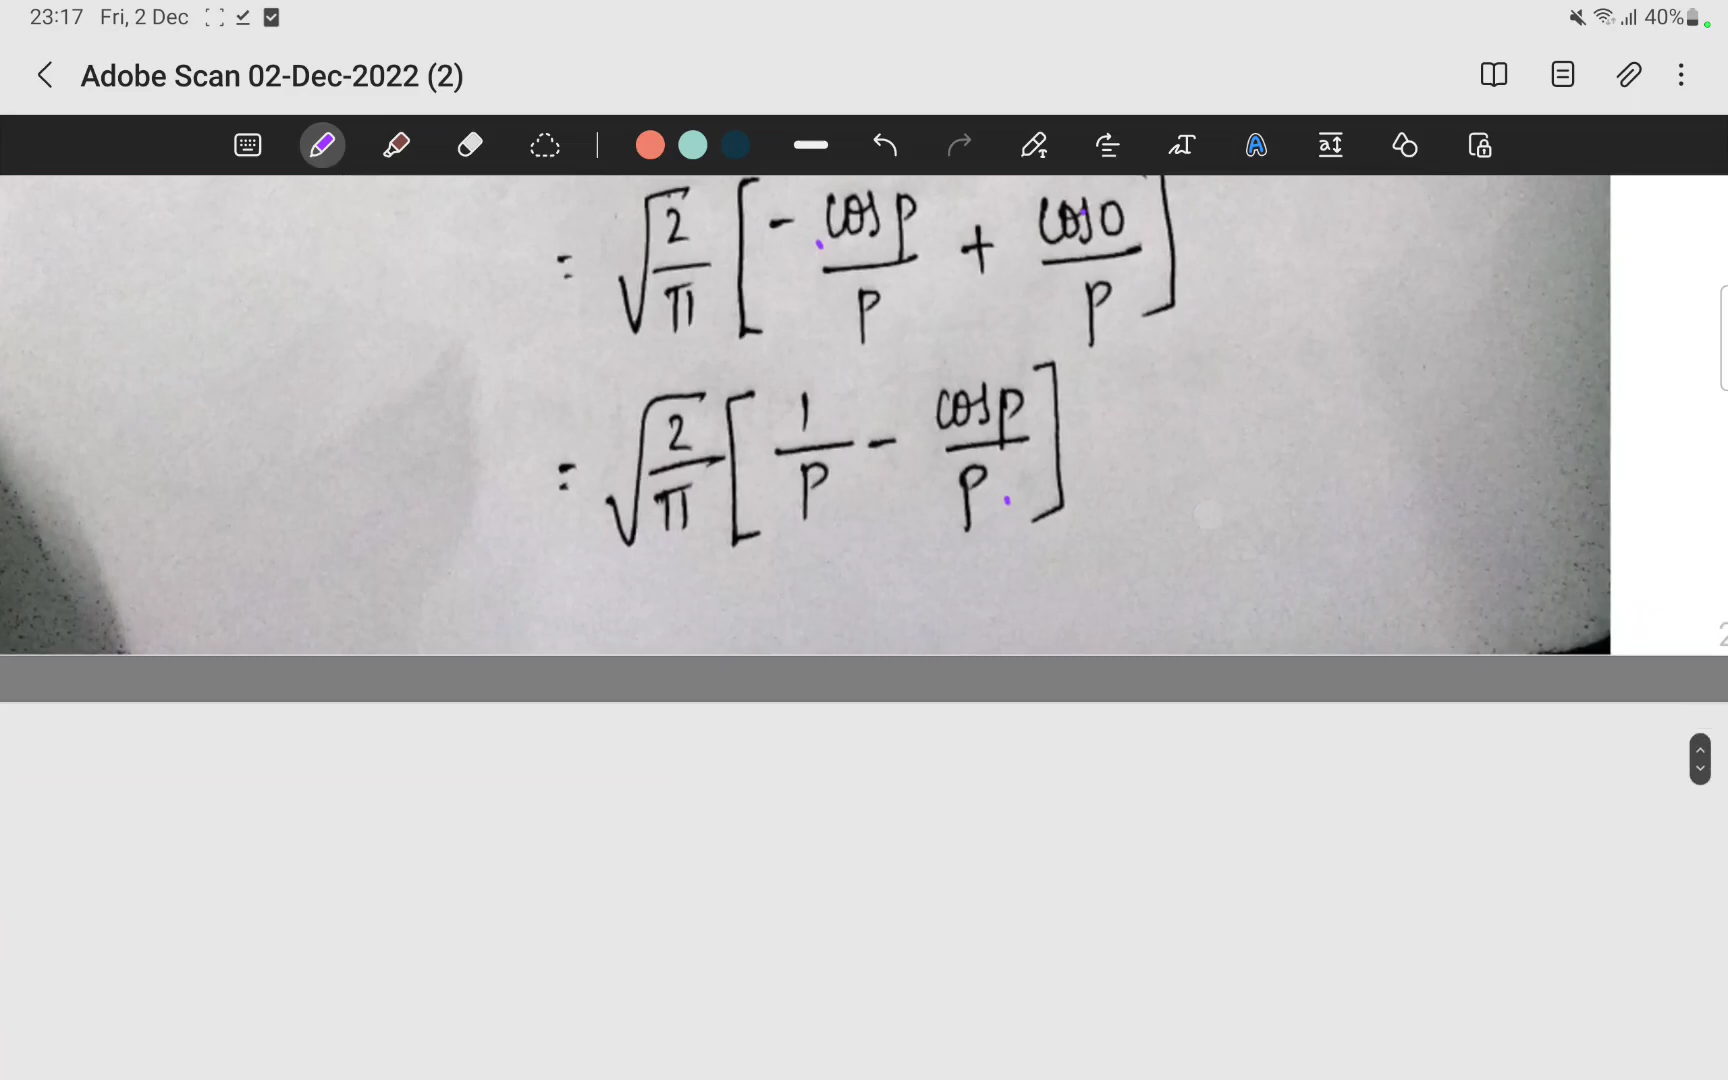 23:17 Fri, 2 Dec 40%
Adobe Scan 02-Dec-2022 (2)
= √(2/π) [ - cos p / p + cos 0 / p ]
= √(2/π) [ 1 / p - cos p / p ]